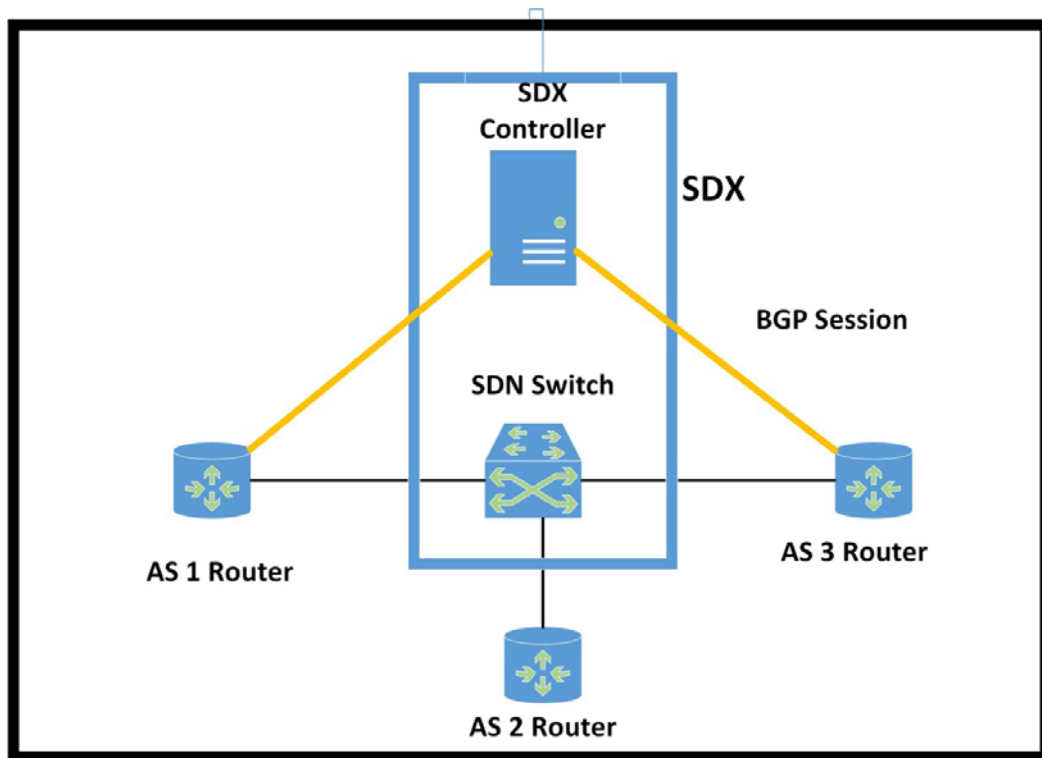 SDX
Controller
SDX
BGP Session
SDN Switch
AS 1 Router
AS 3 Router
AS 2 Router